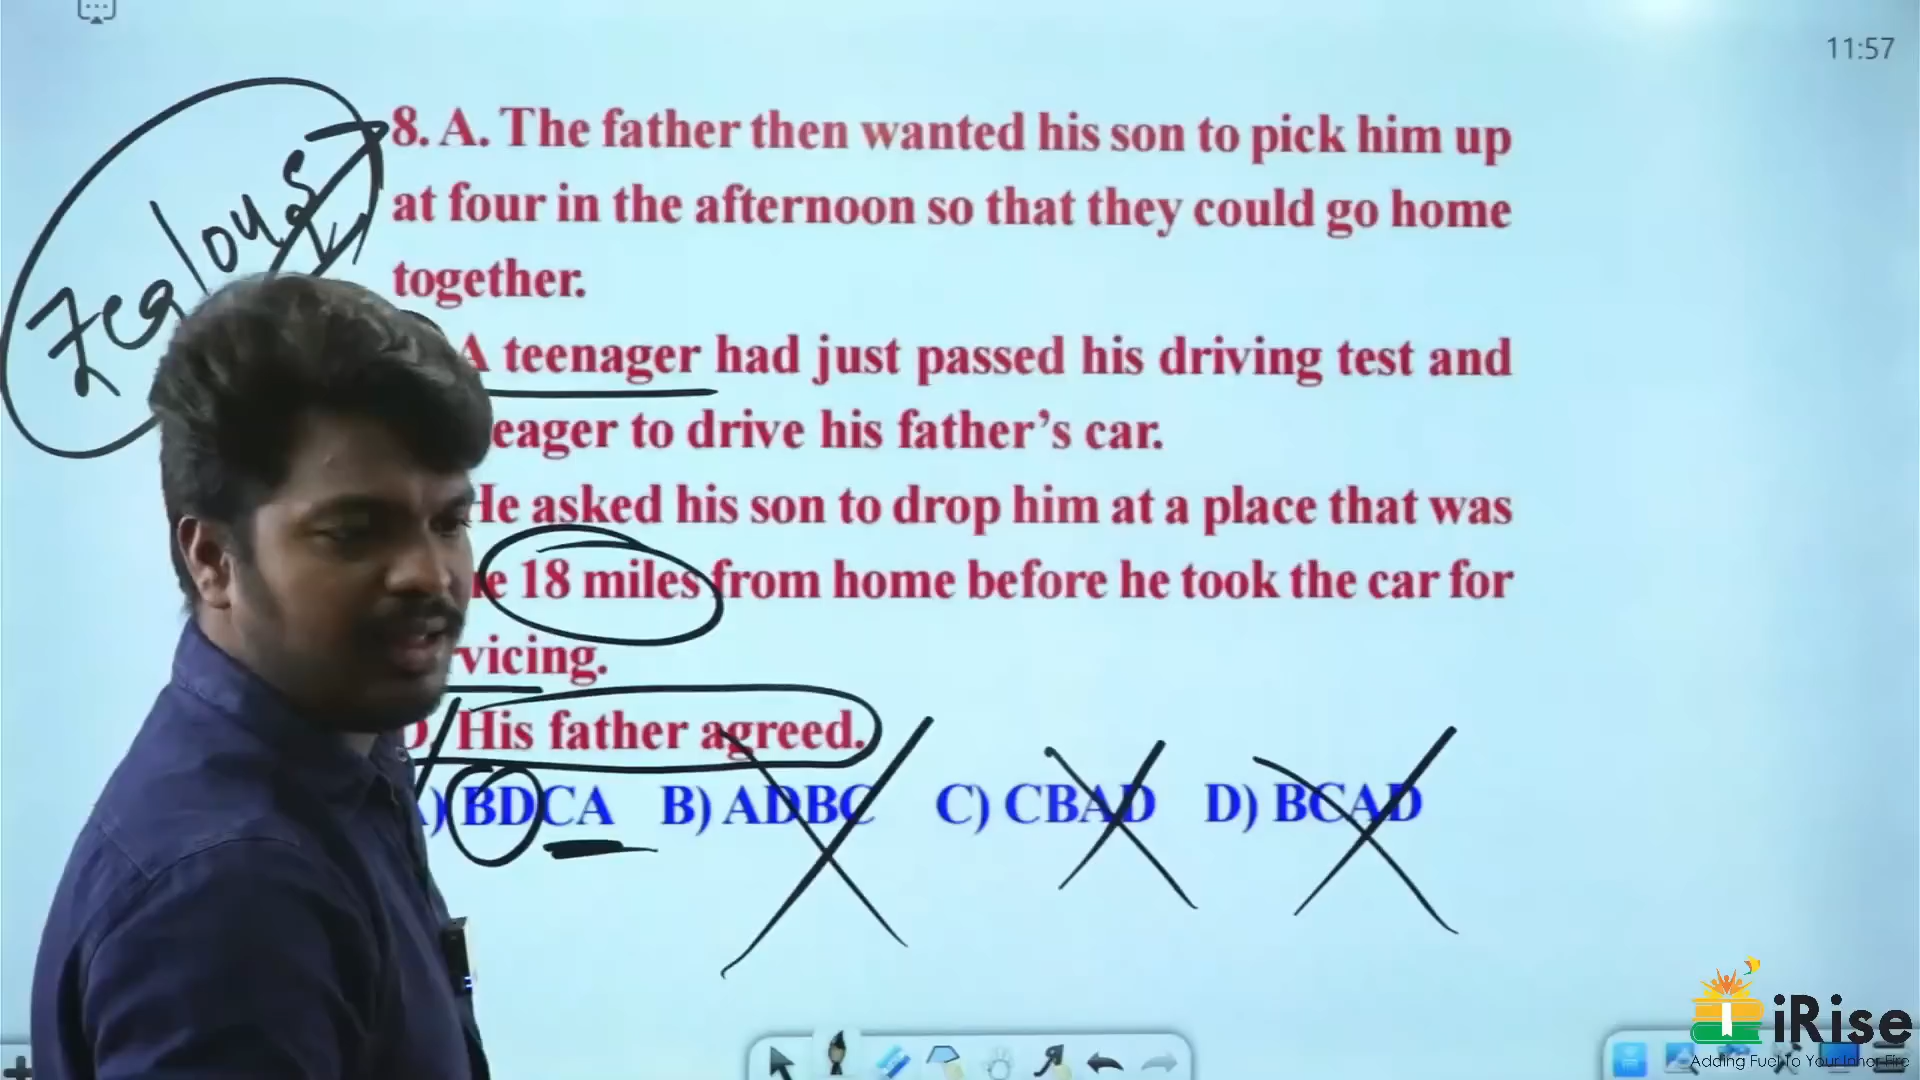 11:57
Zealous
8. A. The father then wanted his son to pick him up
at four in the afternoon so that they could go home
together.
A teenager had just passed his driving test and
eager to drive his father's car.
He asked his son to drop him at a place that was
18 miles from home before he took the car for
vicing.
D. His father agreed.
A) BDCA B) ADBC C) CBAD D) BCAD
iRise
Adding Fuel To Your Inner Fire